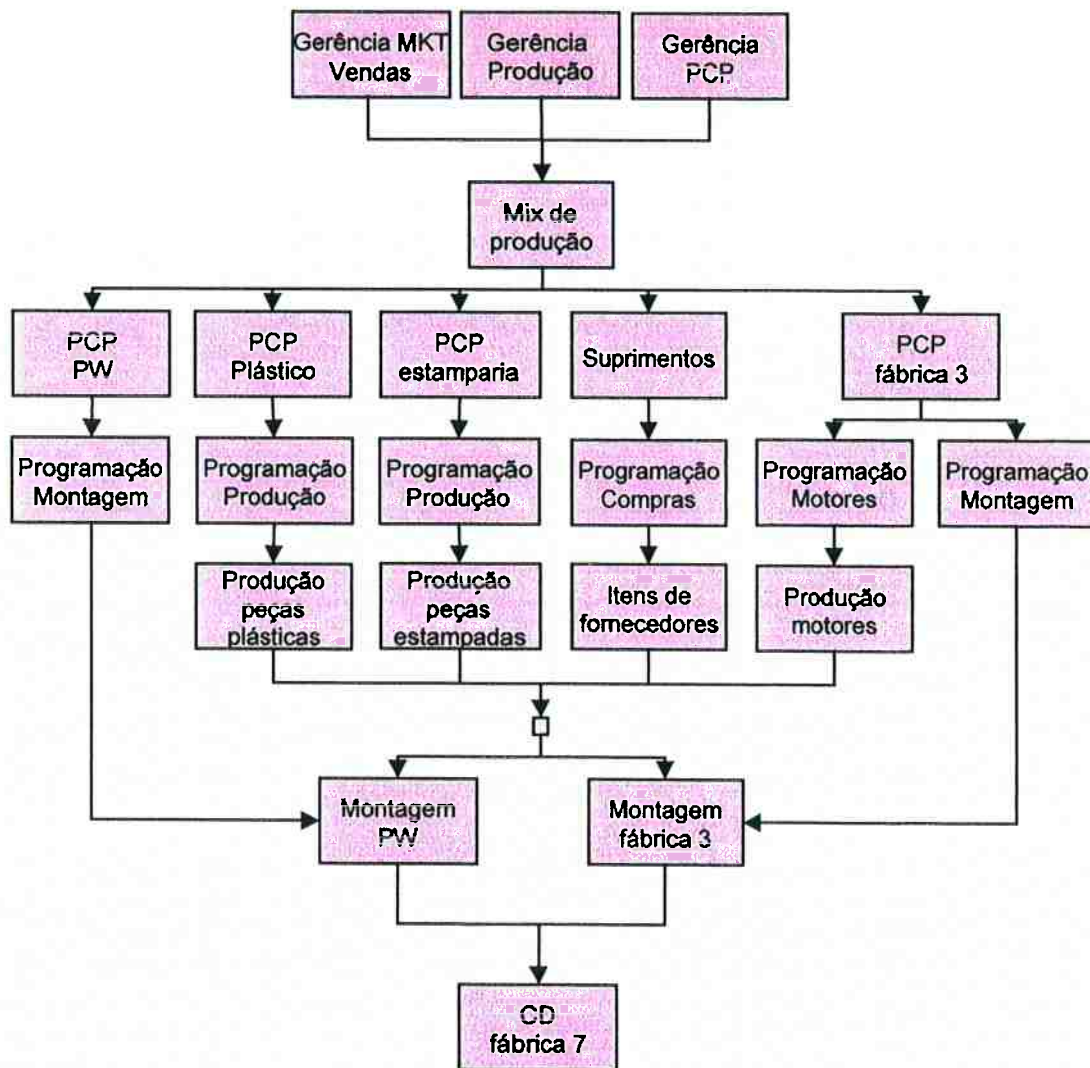 Gerência MKT
Vendas
Gerência
Produção
Gerência
PCP
Mix de
produção
PCP
PW
PCP
Plástico
PCP
estamparia
Suprimentos
PCP
fábrica 3
Programação
Montagem
Programação
Produção
Programação
Produção
Programação
Compras
Programação
Motores
Programação
Montagem
Produção
peças
plásticas
Produção
peças
estampadas
Itens de
fornecedores
Produção
motores
Montagem
PW
Montagem
fábrica 3
CD
fábrica 7